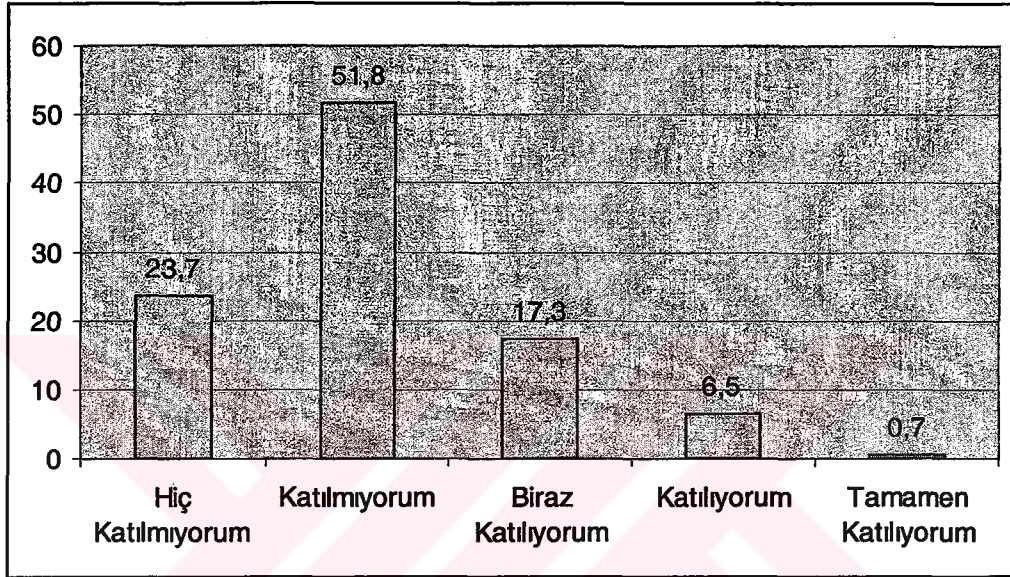 60
50
40
30
20
10
0
23,7
51,8
17,3
6,5
0,7
Hiç
Katılmıyorum
Katılmıyorum
Biraz
Katılıyorum
Katılıyorum
Tamamen
Katılıyorum